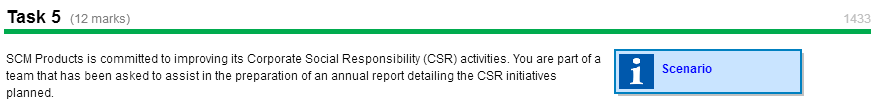 Task 5 (12 marks) 1433
SCM Products is committed to improving its Corporate Social Responsibility (CSR) activities. You are part of a
team that has been asked to assist in the preparation of an annual report detailing the CSR initiatives
planned.
Scenario